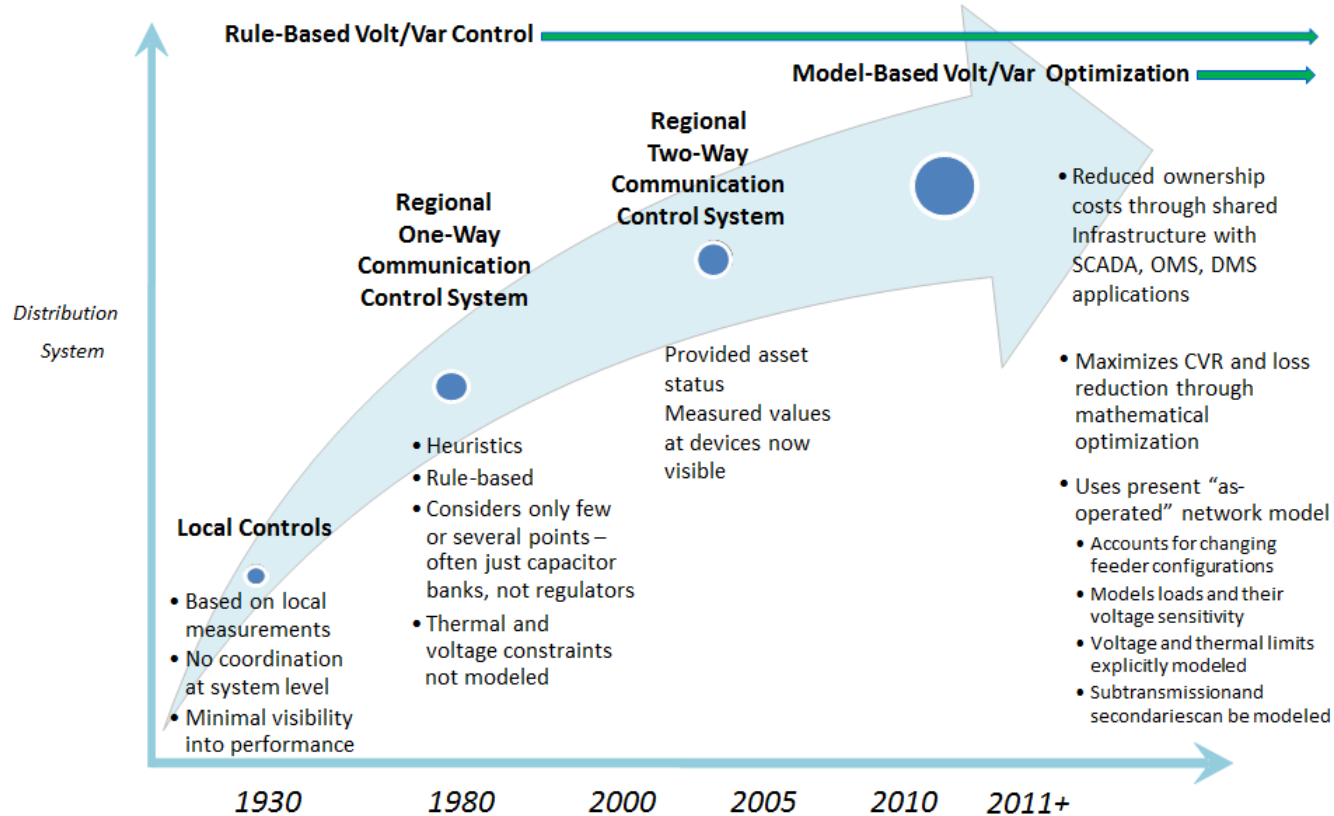 Rule-Based Volt/Var Control
Model-Based Volt/Var Optimization
Regional
Two-Way
Communication
Control System
Regional
One-Way
Communication
Control System
Distribution
System
Local Controls
• Based on local
measurements
• No coordination
at system level
• Minimal visibility
into performance
• Heuristics
• Rule-based
• Considers only few
or several points –
often just capacitor
banks, not regulators
• Thermal and
voltage constraints
not modeled
Provided asset
status
Measured values
at devices now
visible
• Reduced ownership
costs through shared
Infrastructure with
SCADA, OMS, DMS
applications
• Maximizes CVR and loss
reduction through
mathematical
optimization
• Uses present “as-
operated” network model
• Accounts for changing
feeder configurations
• Models loads and their
voltage sensitivity
• Voltage and thermal limits
explicitly modeled
• Subtransmissionand
secondariescan be modeled
1930
1980
2000
2005
2010
2011+